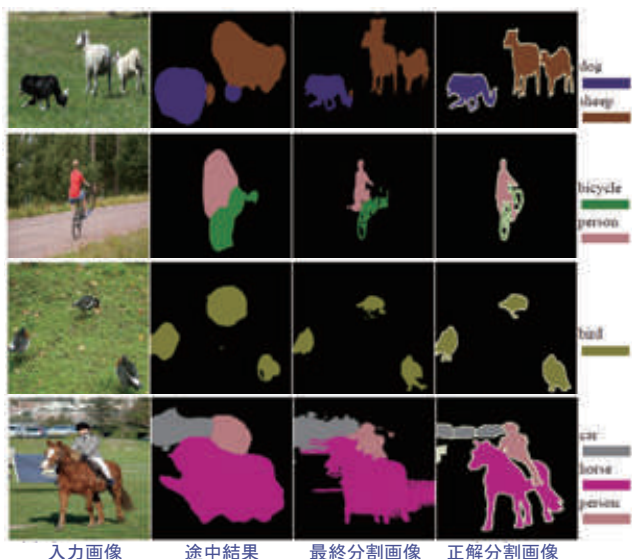 dog
sheep
bicycle
person
bird
car
horse
person
入力画像 途中結果 最終分割画像 正解分割画像